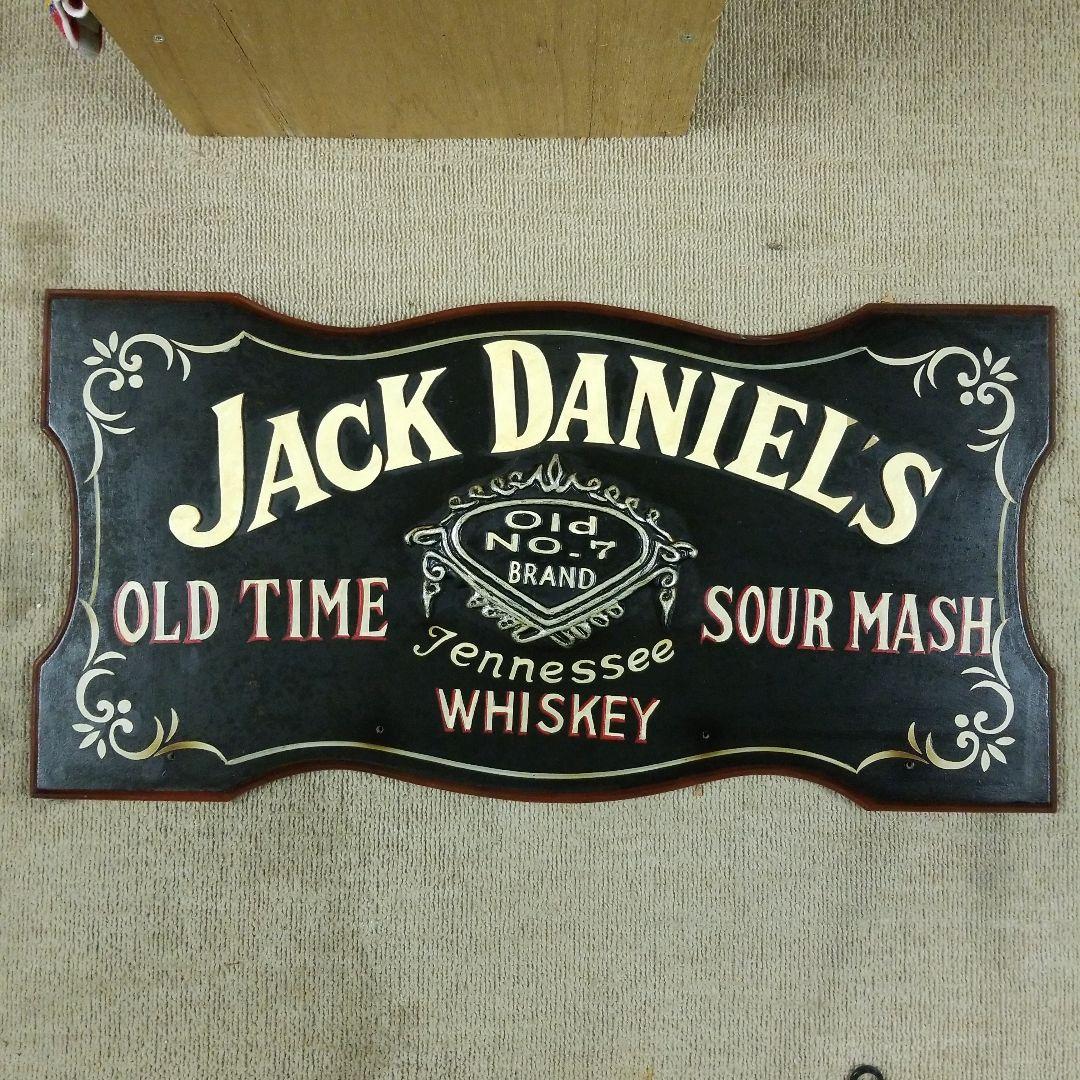 JACK DANIEL'S
Old
NO. 7
BRAND
OLD TIME
SOUR MASH
Tennessee
WHISKEY